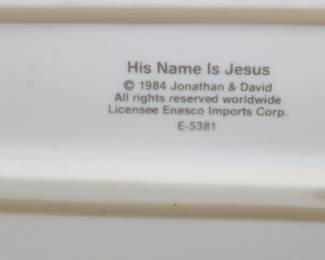 His Name Is Jesus
© 1984 Jonathan & David
All rights reserved worldwide
Licensee Enesco Imports Corp.
E-5381